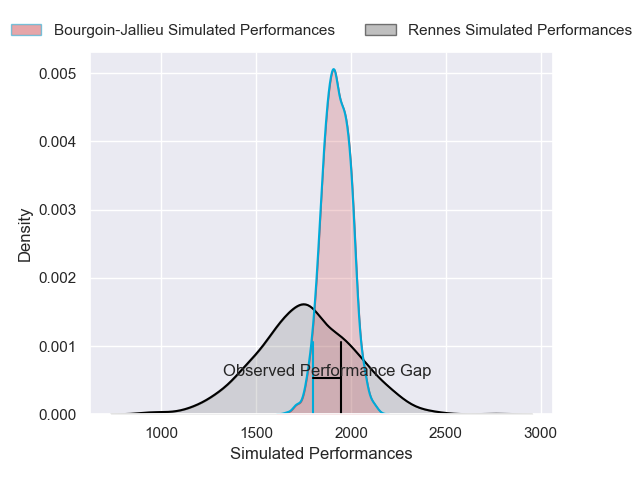 Bourgoin-Jallieu Simulated Performances
Rennes Simulated Performances
0.005
0.004
0.003
0.002
0.001
0.000
Density
Observed Performance Gap
1000
1500
2000
2500
3000
Simulated Performances